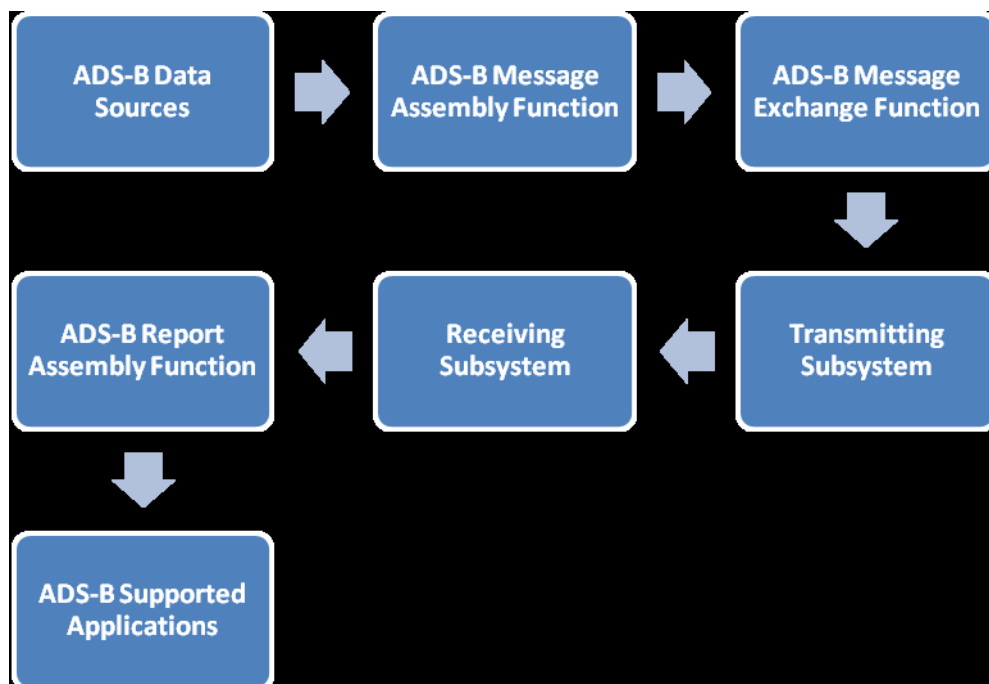 ADS-B Data
Sources
ADS-B Message
Assembly Function
ADS-B Message
Exchange Function
ADS-B Report
Assembly Function
Receiving
Subsystem
Transmitting
Subsystem
ADS-B Supported
Applications